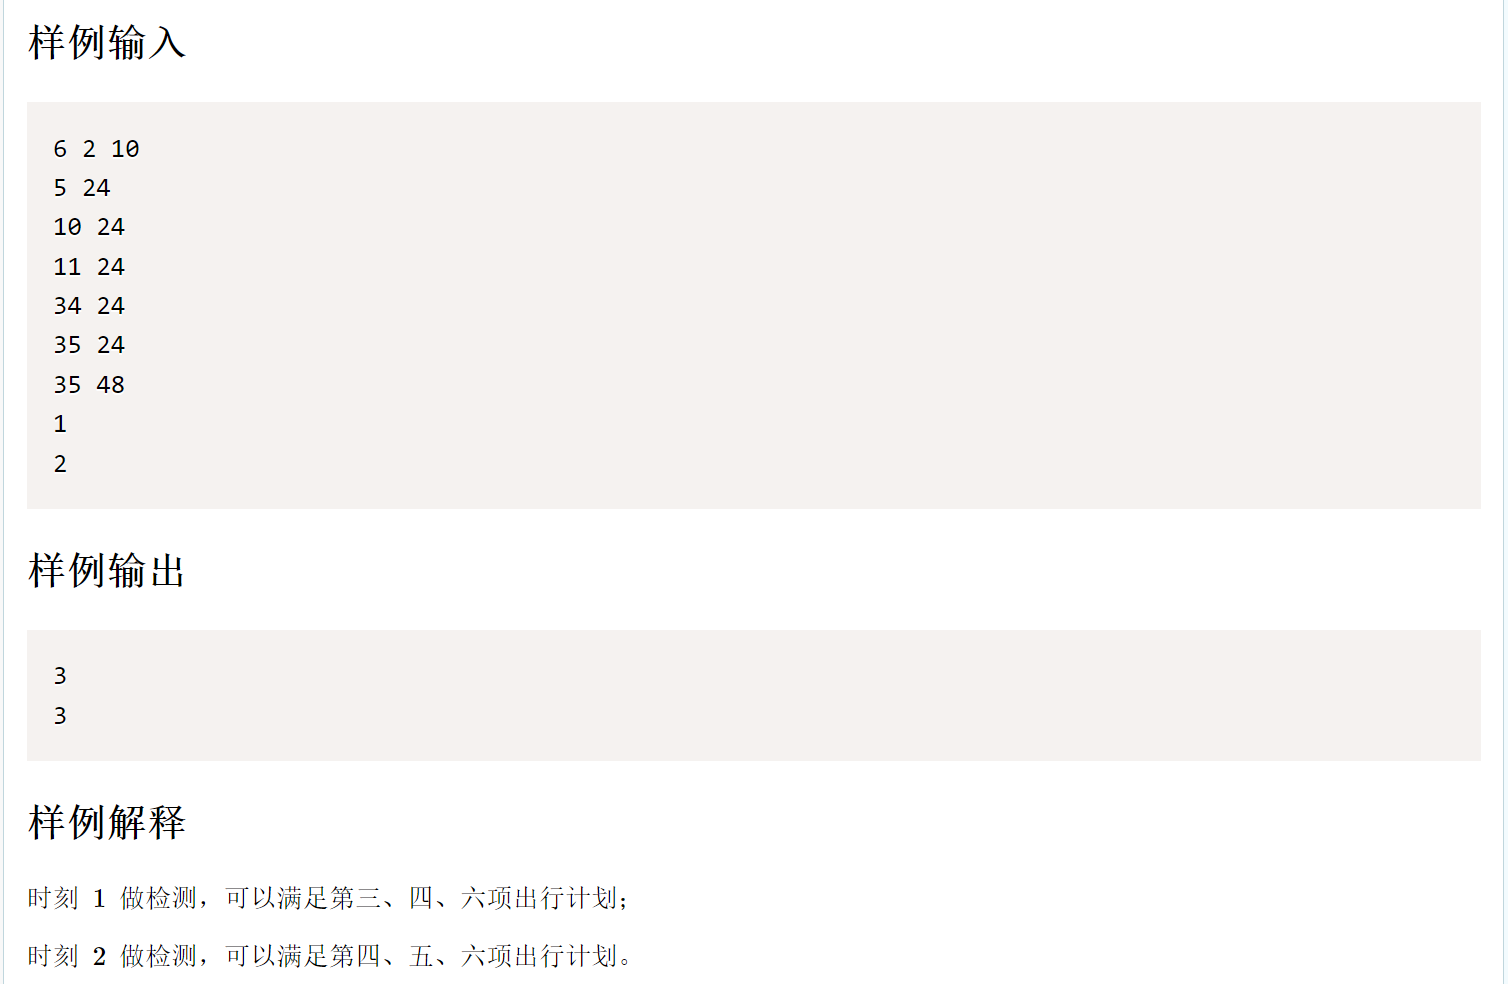 样例输入
6 2 10
5 24
10 24
11 24
34 24
35 24
35 48
1
2
样例输出
3
3
样例解释
时刻 1 做检测，可以满足第三、四、六项出行计划；
时刻 2 做检测，可以满足第四、五、六项出行计划。